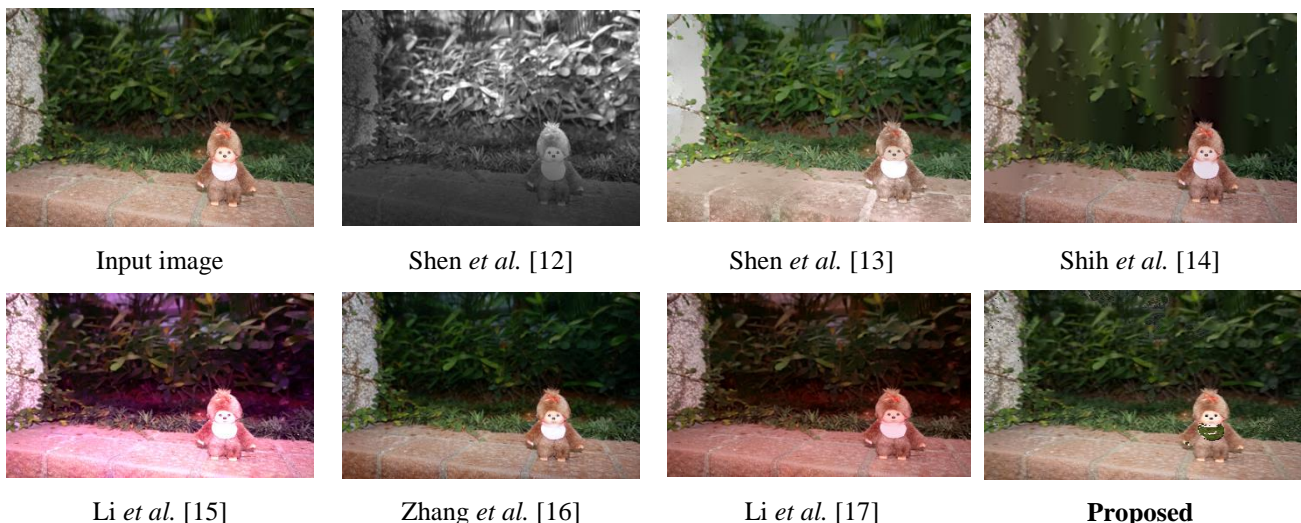 Input image
Shen et al. [12]
Shen et al. [13]
Shih et al. [14]
Li et al. [15]
Zhang et al. [16]
Li et al. [17]
Proposed